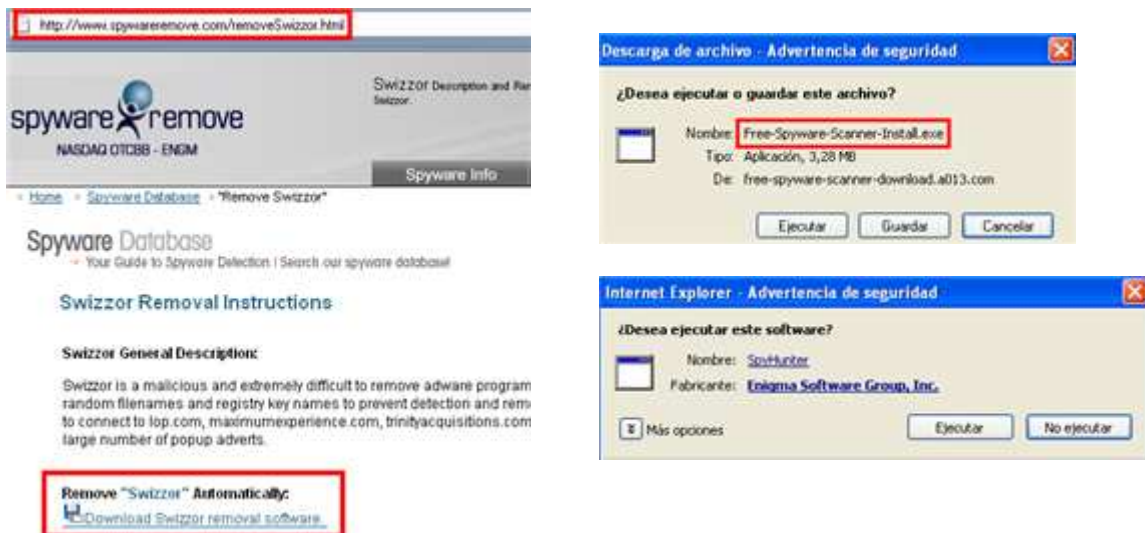 http://www.spywareremove.com/removeSwizzor.html
spyware remove
NASDAQ OTCBB - ENGM
Swizzor Description and
Swizzor.
Spyware Info
Home Spyware Database "Remove Swizzor"
Spyware Database
Your Guide to Spyware Detection | Search our spyware database!
Swizzor Removal Instructions
Swizzor General Description:
Swizzor is a malicious and extremely difficult to remove adware program
random filenames and registry key names to prevent detection and
to connect to lop.com, maximumexperience.com, trinityacquisitions.com
large number of popup adverts.
Remove "Swizzor" Automatically:
Download Swizzor removal software.
Descarga de archivo - Advertencia de seguridad
¿Desea ejecutar o guardar este archivo?
Nombre: Free-Spyware-Scanner-Install.exe
Tipo: Aplicación, 3,28 MB
De: free-spyware-scanner-download.a013.com
Ejecutar Guardar Cancelar
Internet Explorer - Advertencia de seguridad
¿Desea ejecutar este software?
Nombre: SpyHunter
Fabricante: Enigma Software Group, Inc.
Más opciones Ejecutar No ejecutar